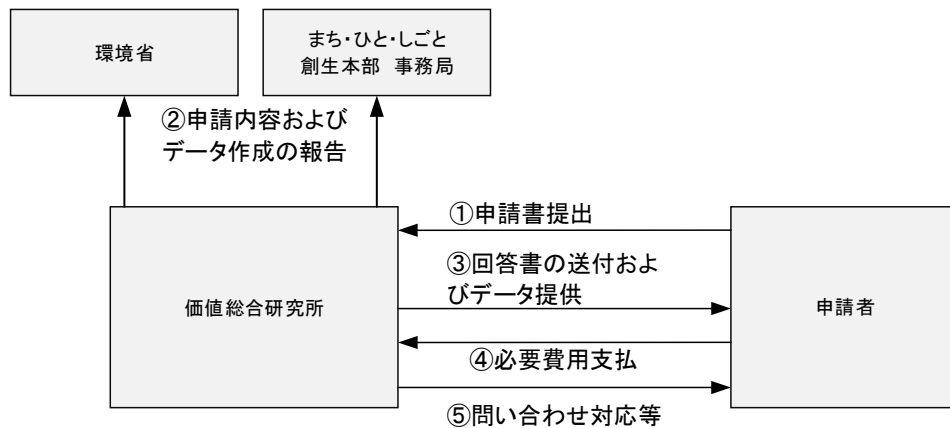 環境省
まち・ひと・しごと
創生本部 事務局
②申請内容および
データ作成の報告
①申請書提出
③回答書の送付およ
びデータ提供
価値総合研究所
申請者
④必要費用支払
⑤問い合わせ対応等